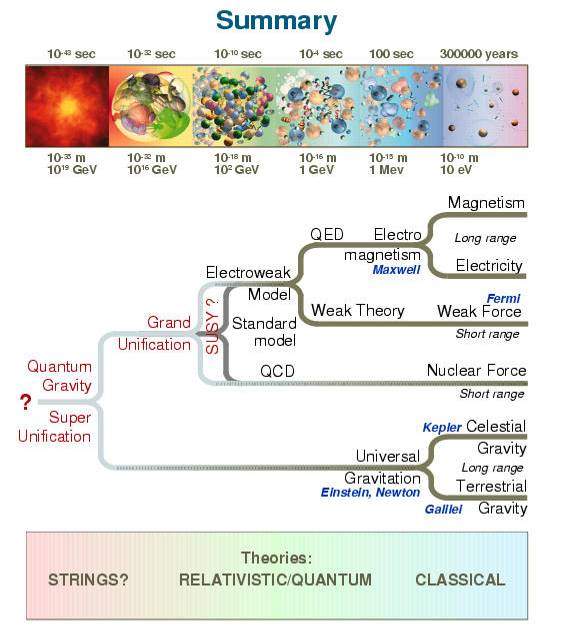 Summary
10-43 sec 10-32 sec 10-10 sec 10-4 sec 100 sec 300000 years
10-35 m 10-32 m 10-18 m 10-16 m 10-15 m 10-10 m
1019 GeV 1016 GeV 102 GeV 1 GeV 1 Mev 10 eV
Magnetism
QED Electro Long range
magnetism
Maxwell Electricity
Electroweak
Model
Fermi
Weak Theory Weak Force
Short range
Grand
Unification
SUSY ?
Standard
model
QCD Nuclear Force
Short range
Quantum
Gravity
?
Super
Unification
Kepler Celestial
Gravity
Universal Long range
Gravitation Terrestrial
Einstein, Newton
Galilei Gravity
Theories:
STRINGS? RELATIVISTIC/QUANTUM CLASSICAL